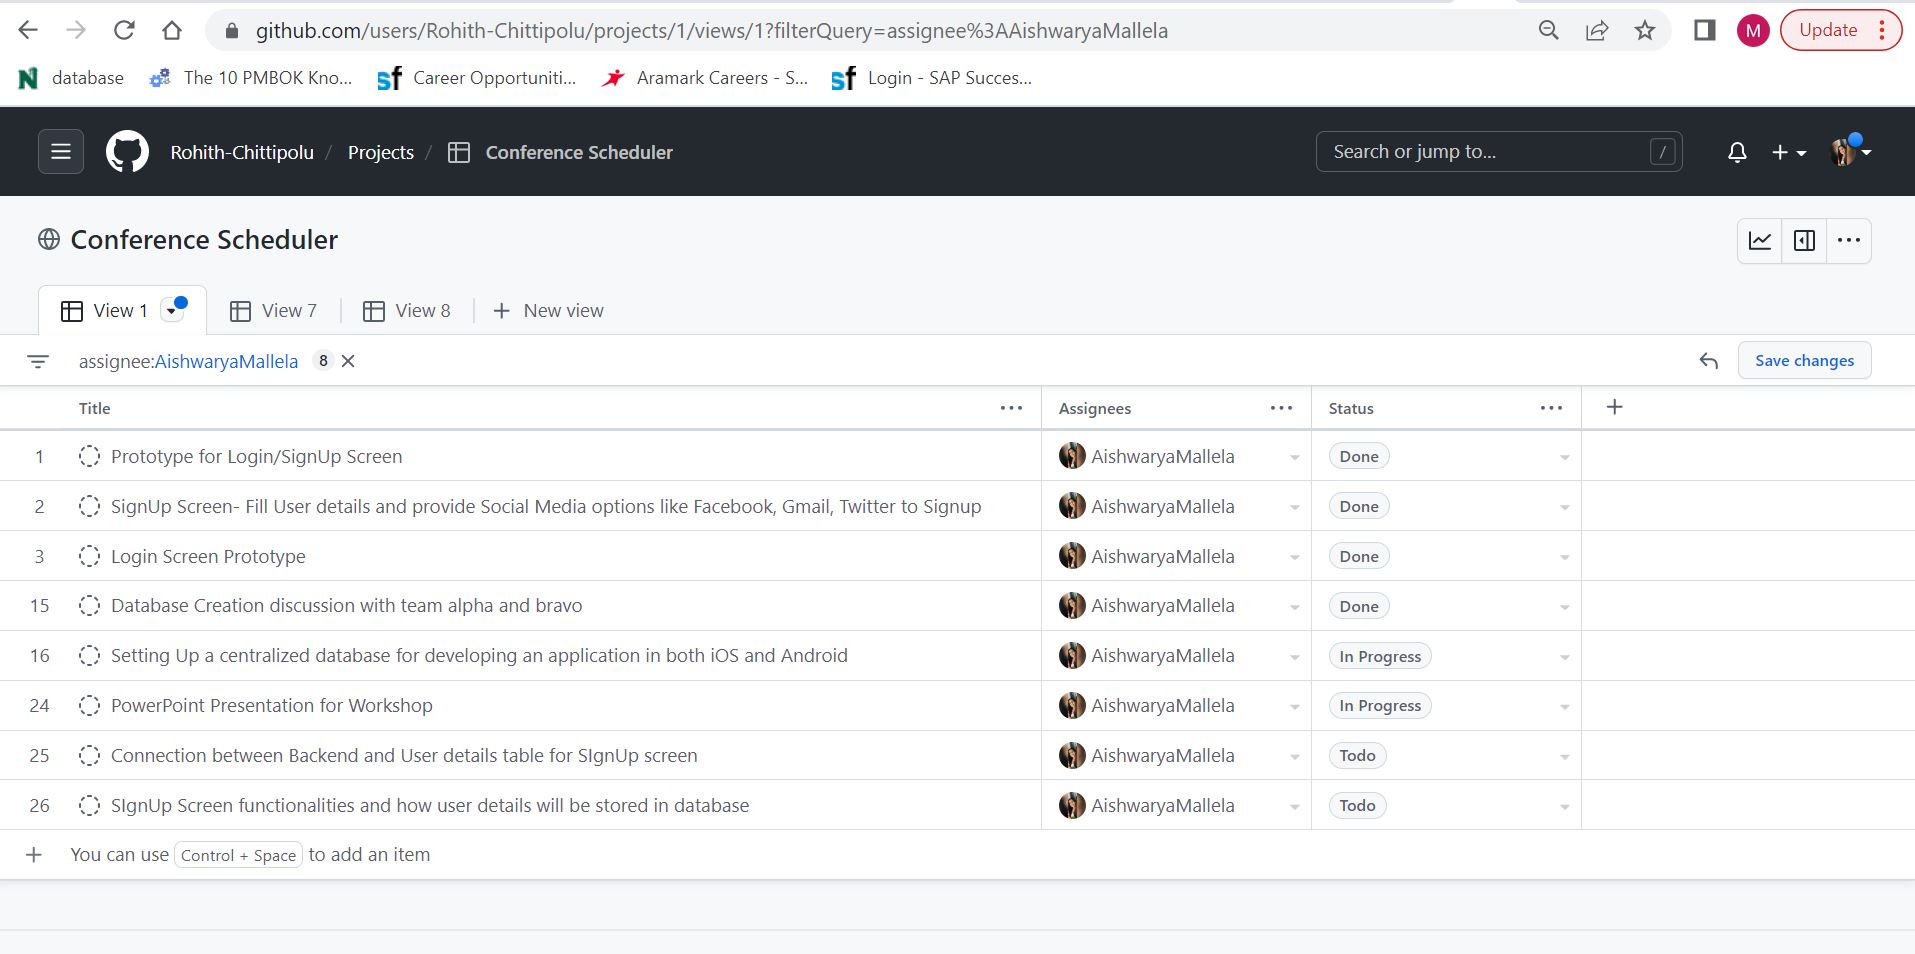 github.com/users/Rohith-Chittipolu/projects/1/views/1?filterQuery=assignee%3AAishwaryaMallela M Update
N database The 10 PMBOK Kno... sf Career Opportuniti... Aramark Careers - S... sf Login - SAP Succes...
Rohith-Chittipolu / Projects / Conference Scheduler Search or jump to... /
Conference Scheduler
View 1 View 7 View 8 New view
assignee:AishwaryaMallela 8 Save changes
Title Assignees Status
1 Prototype for Login/SignUp Screen AishwaryaMallela Done
2 SignUp Screen- Fill User details and provide Social Media options like Facebook, Gmail, Twitter to Signup AishwaryaMallela Done
3 Login Screen Prototype AishwaryaMallela Done
15 Database Creation discussion with team alpha and bravo AishwaryaMallela Done
16 Setting Up a centralized database for developing an application in both iOS and Android AishwaryaMallela In Progress
24 PowerPoint Presentation for Workshop AishwaryaMallela In Progress
25 Connection between Backend and User details table for SIgnUp screen AishwaryaMallela Todo
26 SIgnUp Screen functionalities and how user details will be stored in database AishwaryaMallela Todo
You can use Control + Space to add an item